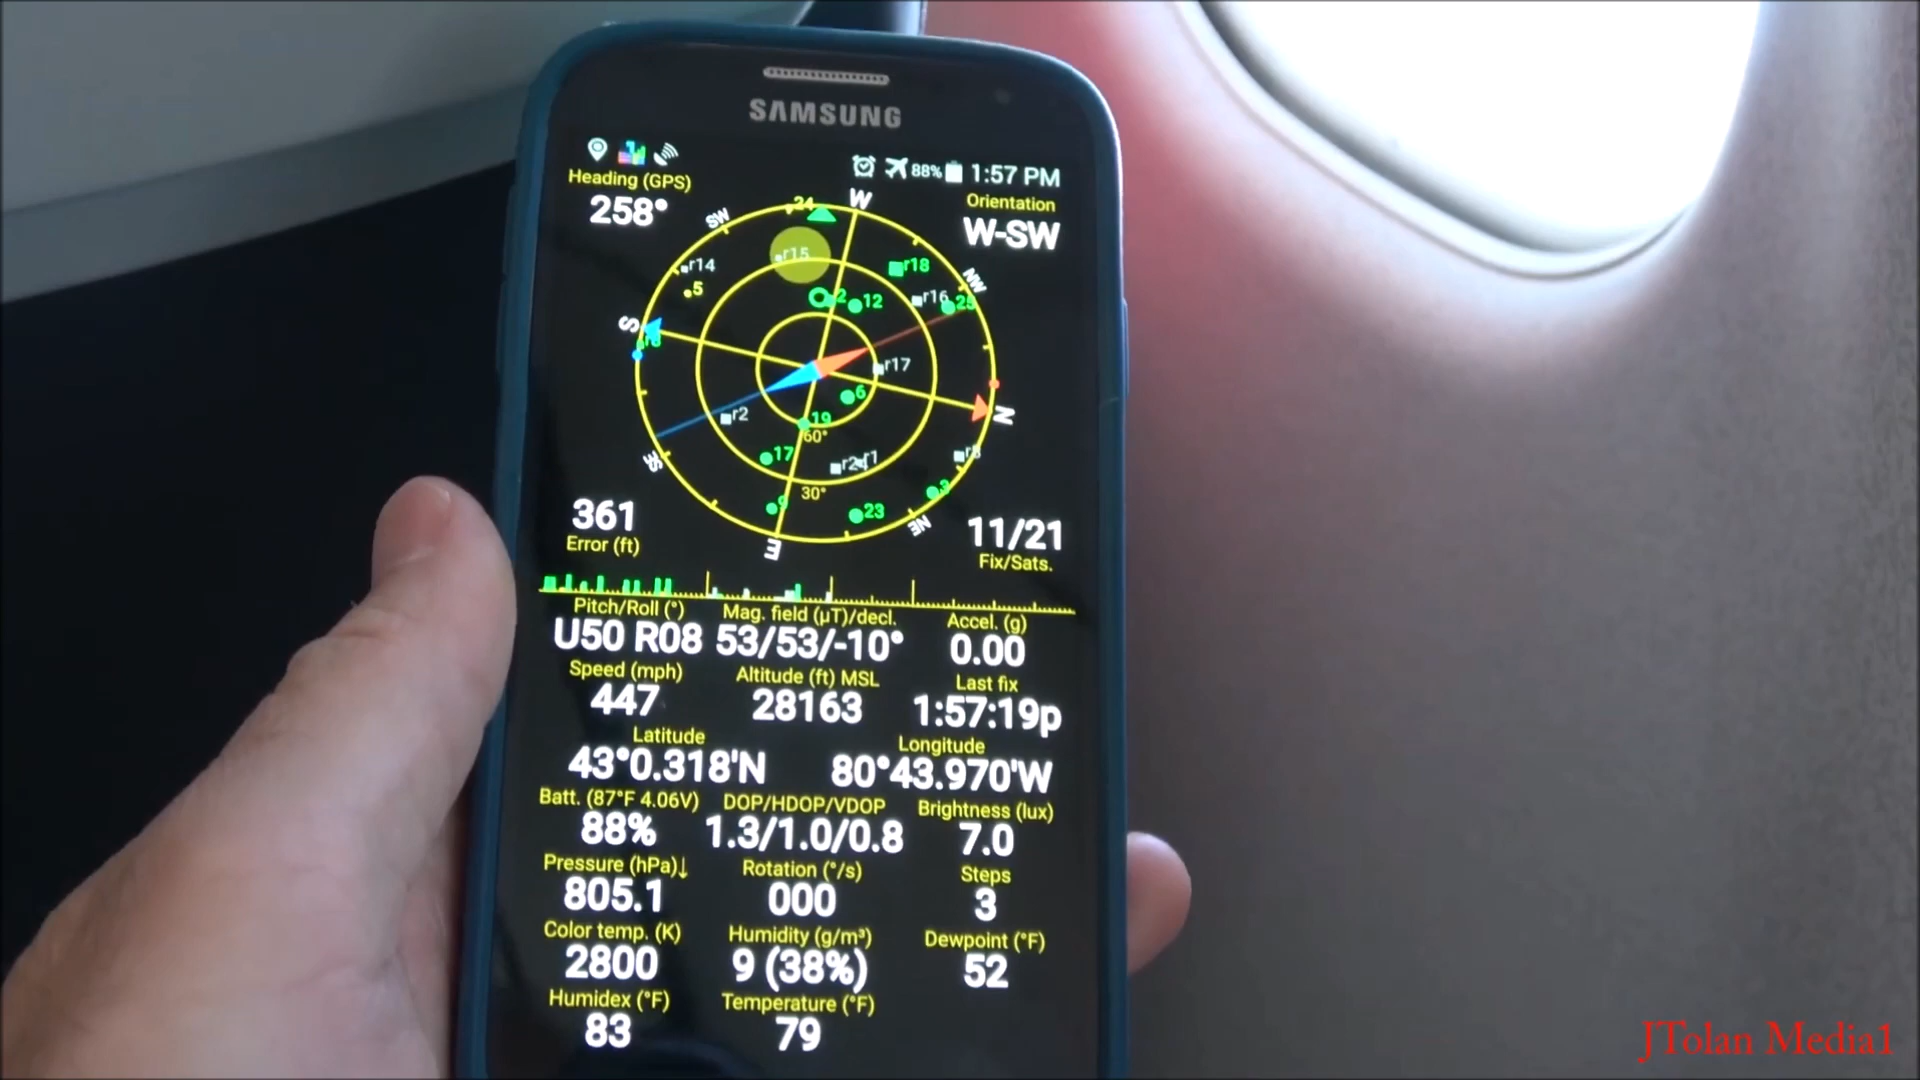 SAMSUNG
88% 1:57 PM
Heading (GPS)
258°
Orientation
W-SW
24
W
SW
r15
r14
5
r18
NW
r16
25
2
12
S
r17
6
N
r2
19
60°
17
SE
30°
23
3
NE
9
E
361
Error (ft)
11/21
Fix/Sats.
Pitch/Roll (°) Mag. field (µT)/decl. Accel. (g)
U50 R08 53/53/-10° 0.00
Speed (mph) Altitude (ft) MSL Last fix
447 28163 1:57:19p
Latitude Longitude
43°0.318'N 80°43.970'W
Batt. (87°F 4.06V) DOP/HDOP/VDOP Brightness (lux)
88% 1.3/1.0/0.8 7.0
Pressure (hPa)↓ Rotation (°/s) Steps
805.1 000 3
Color temp. (K) Humidity (g/m³) Dewpoint (°F)
2800 9 (38%) 52
Humidex (°F) Temperature (°F)
83 79
JTolan Media1